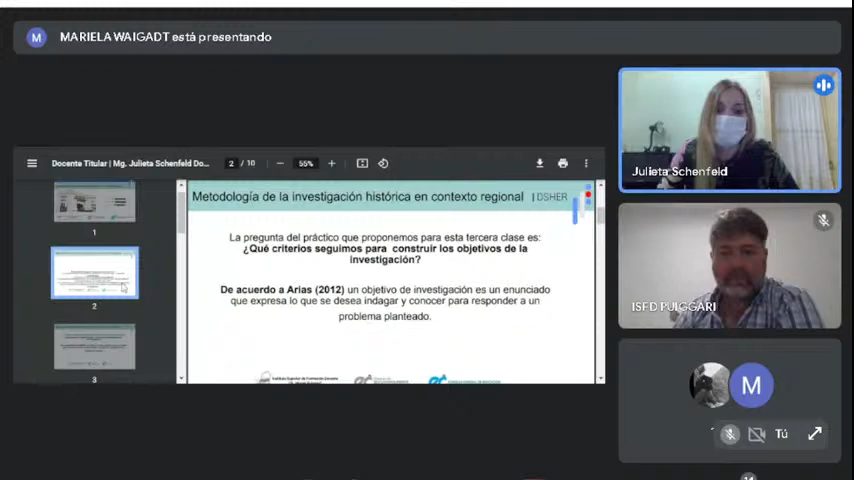 M MARIELA WAIGADT está presentando
Docente Titular | Mg. Julieta Schenfeld Do...
2 / 10
55%
1
2
3
Metodología de la investigación histórica en contexto regional | DSHER
La pregunta del práctico que proponemos para esta tercera clase es:
¿Qué criterios seguimos para construir los objetivos de la
investigación?
De acuerdo a Arias (2012) un objetivo de investigación es un enunciado
que expresa lo que se desea indagar y conocer para responder a un
problema planteado.
Julieta Schenfeld
ISFD PUIGGARI
M
Tú